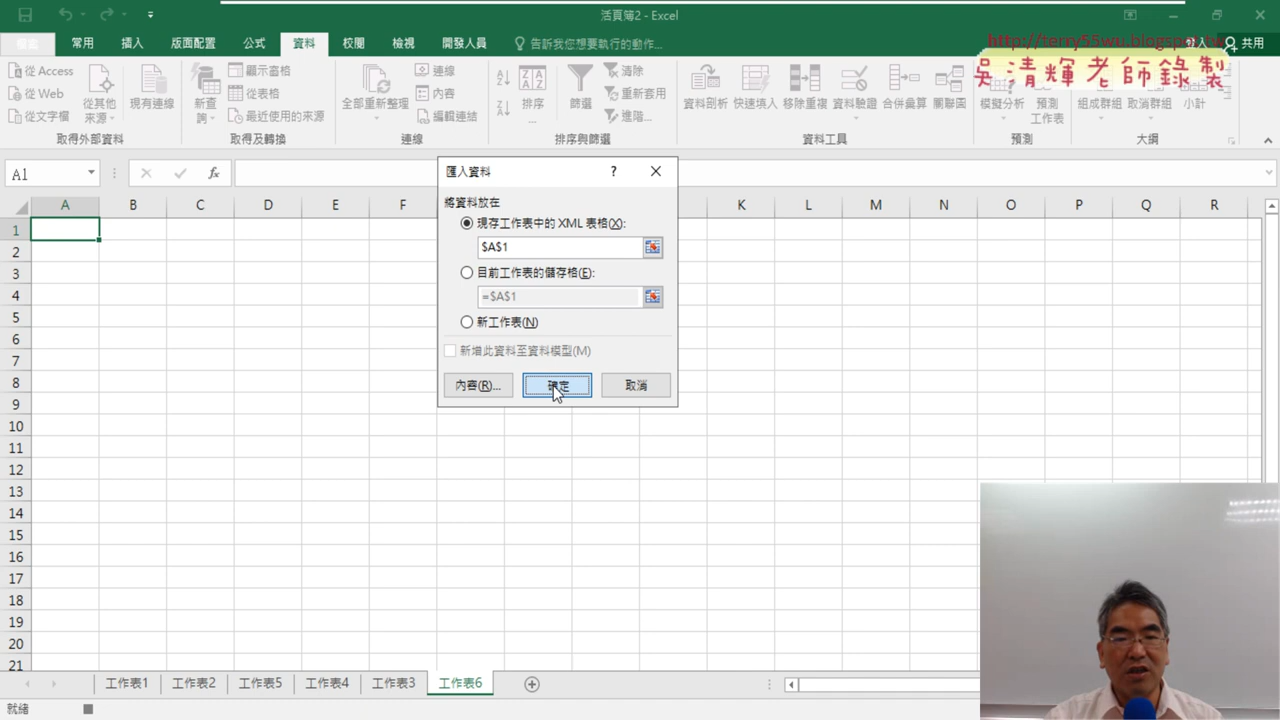 活頁簿2 - Excel
常用 插入 版面配置 公式 資料 校閱 檢視 開發人員 告訴我您想要執行的動作... 登入 共用
http://terry55wu.blogspot.tw
吳清輝老師錄製
從 Access
從 Web
從文字檔
從其他來源
現有連線
取得外部資料
新查詢
顯示查詢
從表格
最近使用的來源
取得及轉換
全部重新整理
連線
內容
編輯連結
連線
排序...
篩選
清除
重新套用
進階...
排序與篩選
資料剖析 快速填入 移除重複 資料驗證 合併彙算 關聯圖
資料工具
模擬分析 預測工作表
預測
組成群組 取消群組 小計
大綱
A1
fx
A B C D E F K L M N O P Q R
1
2
3
4
5
6
7
8
9
10
11
12
13
14
15
16
17
18
19
20
21
匯入資料 ?
將資料放在
現存工作表中的 XML 表格(X):
$A$1
目前工作表的儲存格(E):
=$A$1
新工作表(N)
新增此資料至資料模型(M)
內容(R)... 確定 取消
工作表1 工作表2 工作表5 工作表4 工作表3 工作表6
就緒